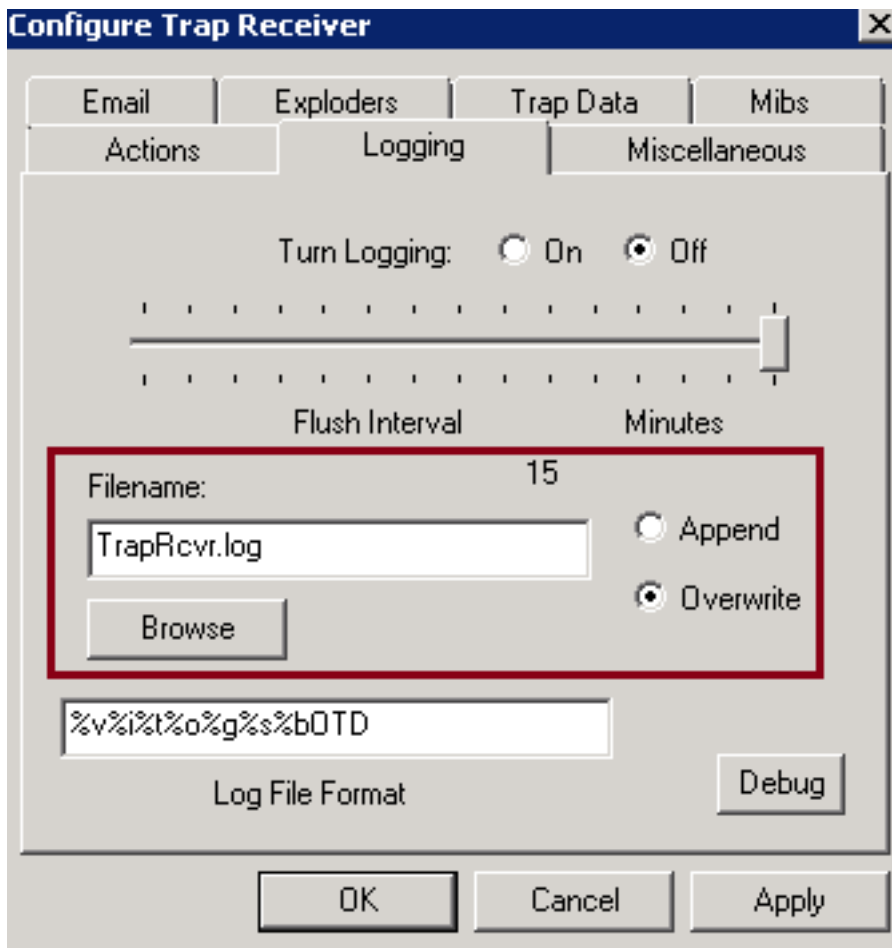 Configure Trap Receiver
Email Exploders Trap Data Mibs
Actions Logging Miscellaneous
Turn Logging: On Off
Flush Interval Minutes
15
Filename:
TrapRcvr.log
Append
Overwrite
Browse
%v%i%t%o%g%s%bOTD
Log File Format
Debug
OK Cancel Apply